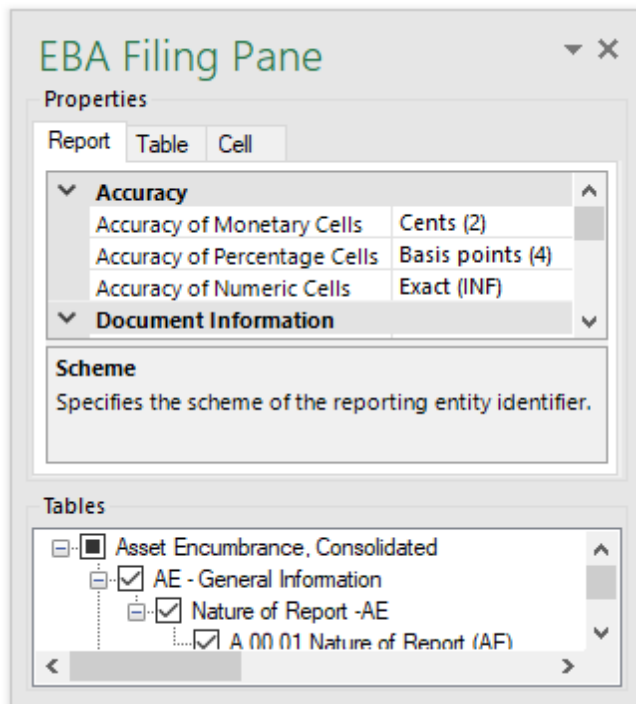 EBA Filing Pane
Properties
Report Table Cell
Accuracy
Accuracy of Monetary Cells Cents (2)
Accuracy of Percentage Cells Basis points (4)
Accuracy of Numeric Cells Exact (INF)
Document Information
Scheme
Specifies the scheme of the reporting entity identifier.
Tables
Asset Encumbrance, Consolidated
AE - General Information
Nature of Report -AE
A 00.01 Nature of Report (AE)